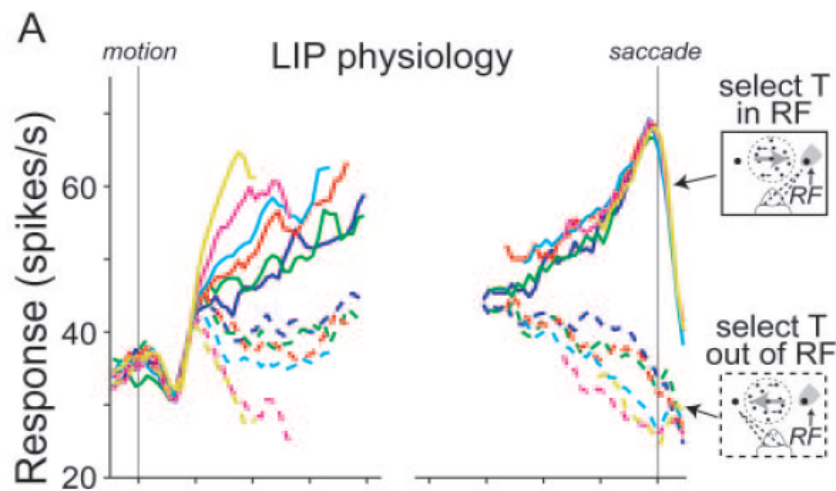 A
motion
LIP physiology
saccade
select T
in RF
RF
Response (spikes/s)
60
40
20
select T
out of RF
RF